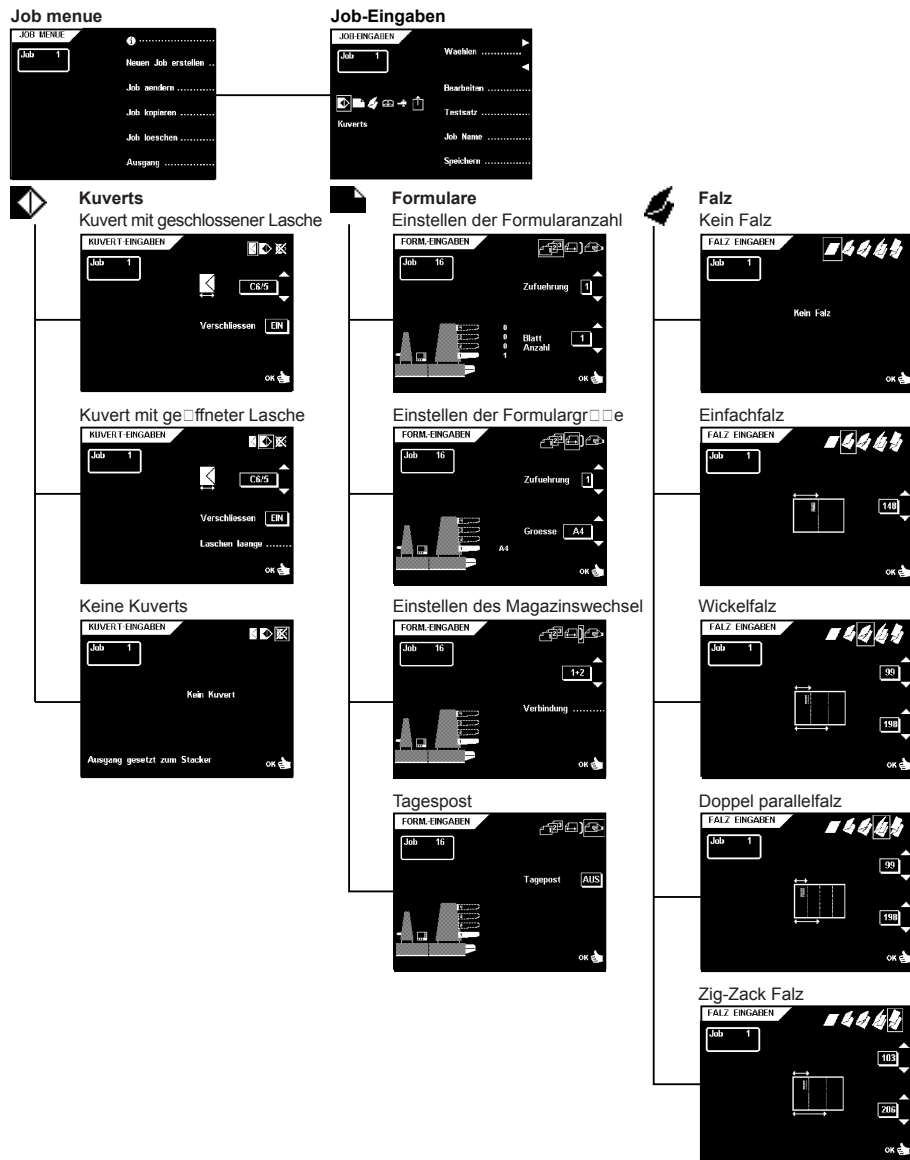 Job menue
JOB MENUE
Job 1
Neuen Job erstellen ..
Job aendern ..........
Job kopieren ..........
Job loeschen ..........
Ausgang ...............
Job-Eingaben
JOB-EINGABEN
Job 1
Waehlen ............
Bearbeiten ..........
Testsatz .............
Job Name ..........
Speichern ...........
Kuverts
Kuverts
Kuvert mit geschlossener Lasche
KUVERT-EINGABEN
Job 1
C6/5
Verschliessen EIN
OK
Kuvert mit ge□ffneter Lasche
KUVERT-EINGABEN
Job 1
C6/5
Verschliessen EIN
Laschen laenge ........
OK
Keine Kuverts
KUVERT-EINGABEN
Job 1
Kein Kuvert
Ausgang gesetzt zum Stacker
OK
Formulare
Einstellen der Formularanzahl
FORM.-EINGABEN
Job 16
Zufuehrung 1
0
0
0
1
Blatt
Anzahl 1
OK
Einstellen der Formulargr□□e
FORM.-EINGABEN
Job 16
Zufuehrung 1
Groesse A4
A4
OK
Einstellen des Magazinswechsel
FORM.-EINGABEN
Job 16
1+2
Verbindung .........
OK
Tagespost
FORM.-EINGABEN
Job 16
Tagepost AUS
OK
Falz
Kein Falz
FALZ EINGABEN
Job 1
Kein Falz
OK
Einfachfalz
FALZ EINGABEN
Job 1
148
OK
Wickelfalz
FALZ EINGABEN
Job 1
99
198
OK
Doppel parallelfalz
FALZ EINGABEN
Job 1
99
198
OK
Zig-Zack Falz
FALZ EINGABEN
Job 1
103
206
OK